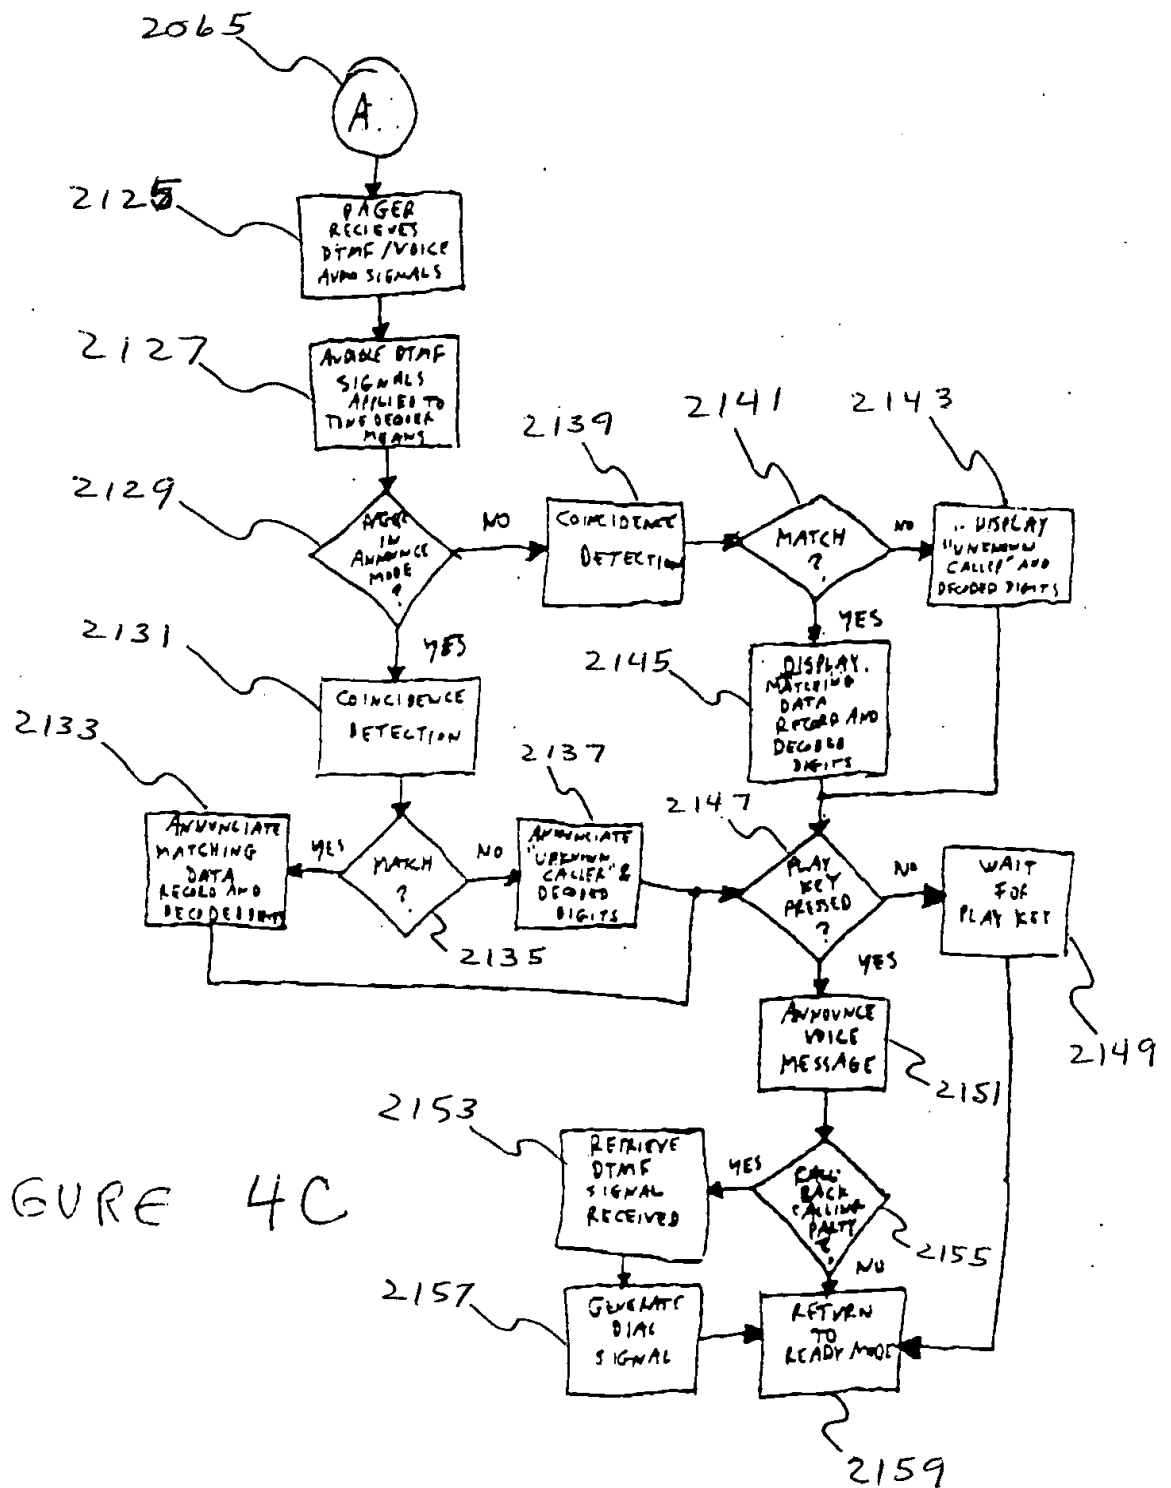 2065
A
2125
PAGER
RECIEVES
DTMF/VOICE
AUDIO SIGNALS
2127
AUDIBLE DTMF
SIGNALS
APPLIED TO
TONE DECODER
MEANS
2129
PAGER
IN
ANNOUNCE
MODE
?
NO
YES
2139
COINCIDENCE
DETECTION
2141
MATCH
?
NO
YES
2143
DISPLAY
"UNKNOWN
CALLER" AND
DECODED DIGITS
2131
COINCIDENCE
DETECTION
2145
DISPLAY
MATCHING
DATA
RECORD AND
DECODED
DIGITS
2133
ANNUNCIATE
MATCHING
DATA
RECORD AND
DECODED DIGITS
YES
MATCH
?
2135
NO
2137
ANNUNCIATE
"UNKNOWN
CALLER" &
DECODED
DIGITS
2147
PLAY
KEY
PRESSED
?
NO
YES
WAIT
FOR
PLAY KEY
2149
ANNOUNCE
VOICE
MESSAGE
2151
2153
RETRIEVE
DTMF
SIGNAL
RECEIVED
YES
CALL
BACK
CALLING
PARTY
?
2155
NO
GURE 4C
2157
GENERATE
DIAL
SIGNAL
RETURN
TO
READY MODE
2159